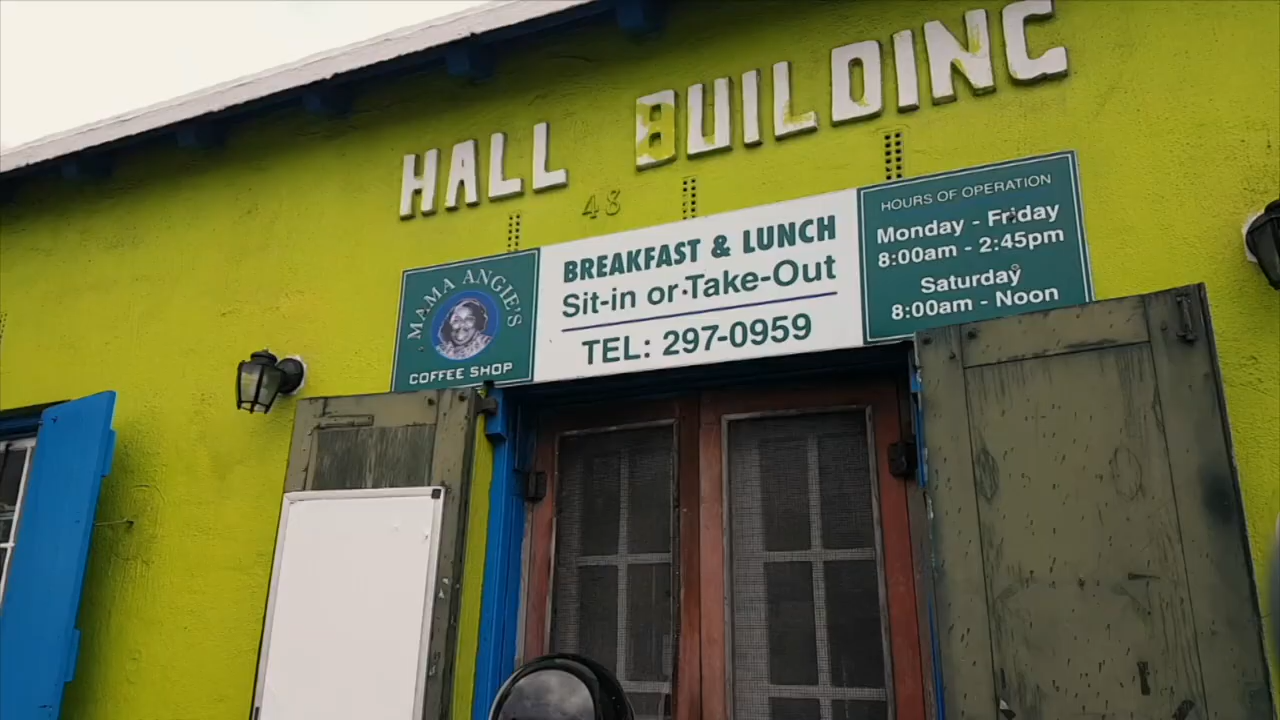 HALL BUILDING
48
MAMA ANGIE'S
COFFEE SHOP
BREAKFAST & LUNCH
Sit-in or Take-Out
TEL: 297-0959
HOURS OF OPERATION
Monday - Friday
8:00am - 2:45pm
Saturday
8:00am - Noon